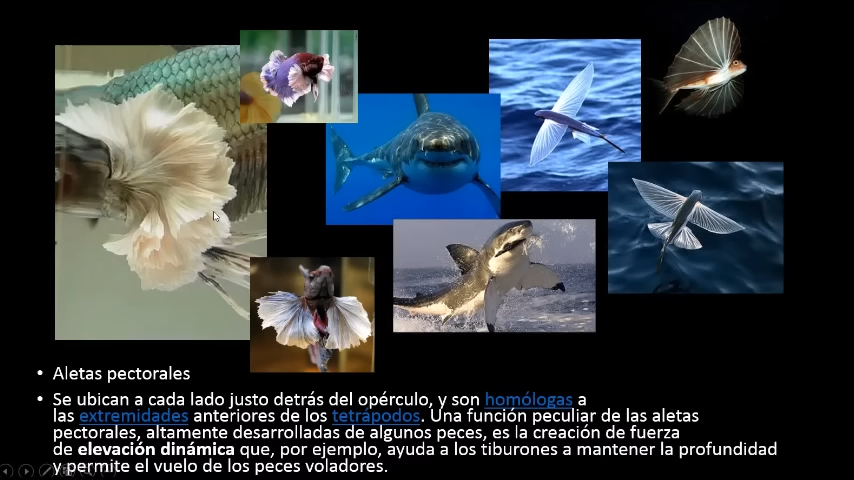 • Aletas pectorales
• Se ubican a cada lado justo detrás del opérculo, y son homólogas a
las extremidades anteriores de los tetrápodos. Una función peculiar de las aletas
pectorales, altamente desarrolladas de algunos peces, es la creación de fuerza
de elevación dinámica que, por ejemplo, ayuda a los tiburones a mantener la profundidad
y permite el vuelo de los peces voladores.